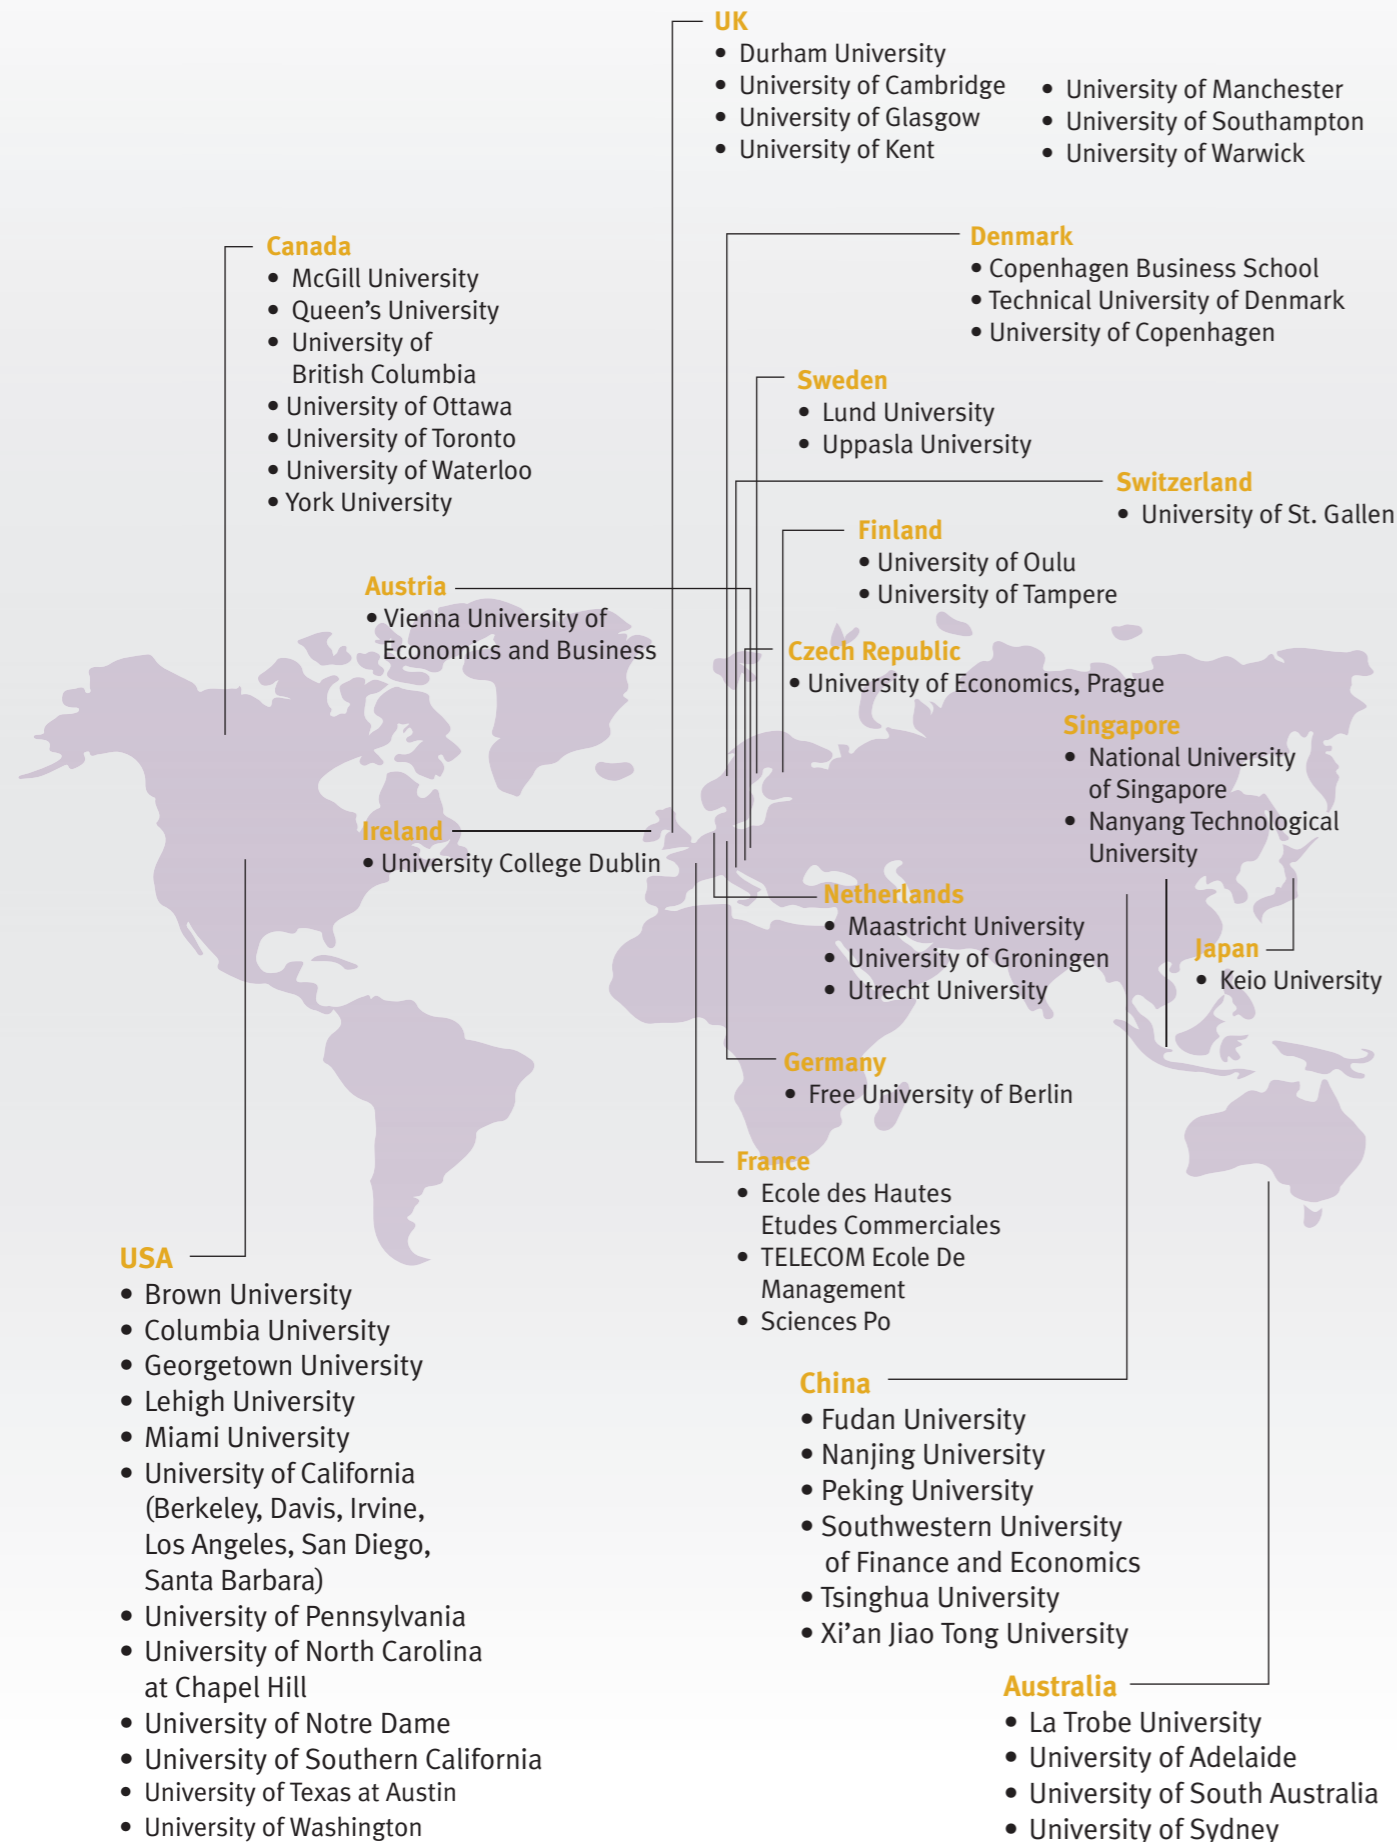 UK
• Durham University
• University of Cambridge
• University of Glasgow
• University of Kent
• University of Manchester
• University of Southampton
• University of Warwick
Canada
• McGill University
• Queen’s University
• University of
British Columbia
• University of Ottawa
• University of Toronto
• University of Waterloo
• York University
Denmark
• Copenhagen Business School
• Technical University of Denmark
• University of Copenhagen
Sweden
• Lund University
• Uppasla University
Switzerland
• University of St. Gallen
Finland
• University of Oulu
• University of Tampere
Austria
• Vienna University of
Economics and Business
Czech Republic
• University of Economics, Prague
Singapore
• National University
of Singapore
• Nanyang Technological
University
Ireland
• University College Dublin
Netherlands
• Maastricht University
• University of Groningen
• Utrecht University
Japan
• Keio University
Germany
• Free University of Berlin
France
• Ecole des Hautes
Etudes Commerciales
• TELECOM Ecole De
Management
• Sciences Po
USA
• Brown University
• Columbia University
• Georgetown University
• Lehigh University
• Miami University
• University of California
(Berkeley, Davis, Irvine,
Los Angeles, San Diego,
Santa Barbara)
• University of Pennsylvania
• University of North Carolina
at Chapel Hill
• University of Notre Dame
• University of Southern California
• University of Texas at Austin
• University of Washington
China
• Fudan University
• Nanjing University
• Peking University
• Southwestern University
of Finance and Economics
• Tsinghua University
• Xi’an Jiao Tong University
Australia
• La Trobe University
• University of Adelaide
• University of South Australia
• University of Sydney